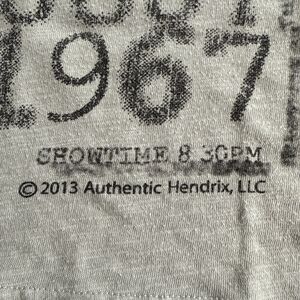 1967
SHOWTIME 8 30PM
© 2013 Authentic Hendrix, LLC